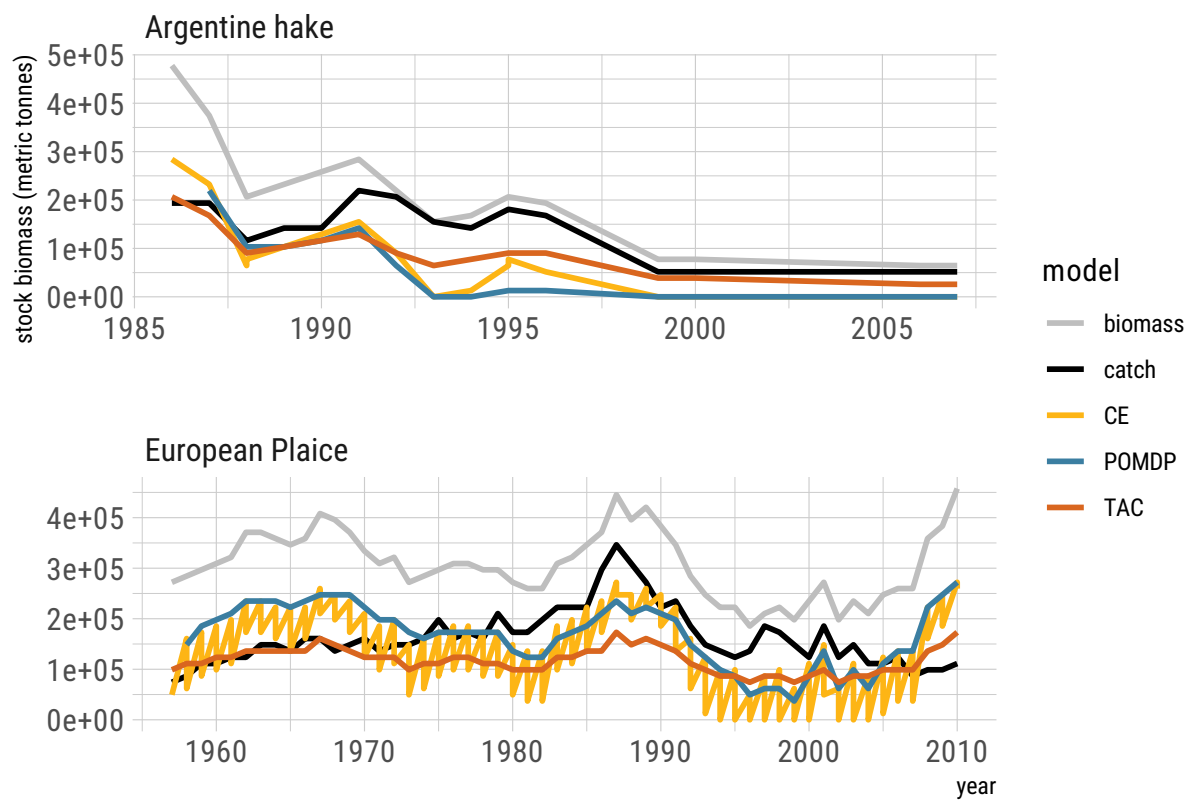 Argentine hake
stock biomass (metric tonnes)
5e+05
4e+05
3e+05
2e+05
1e+05
0e+00
1985 1990 1995 2000 2005
European Plaice
4e+05
3e+05
2e+05
1e+05
0e+00
1960 1970 1980 1990 2000 2010
year
model
biomass
catch
CE
POMDP
TAC